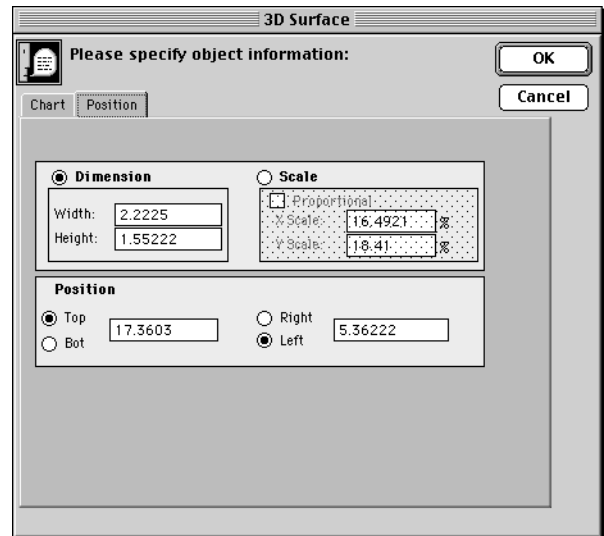 3D Surface
Please specify object information:
OK
Cancel
Chart Position
Dimension
Width: 2.2225
Height: 1.55222
Scale
Proportional
X Scale: 16.4921 %
Y Scale: 18.41 %
Position
Top
Bot
17.3603
Right
Left
5.36222